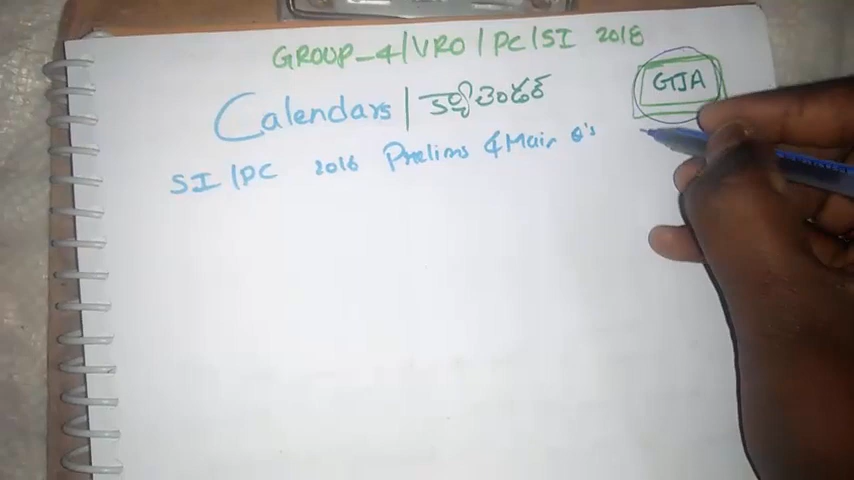 GROUP-4/VRO/PC/SI 2018
GTJA
Calendars | క్యాలెండర్
SI/PC 2016 Prelims & Main Q's